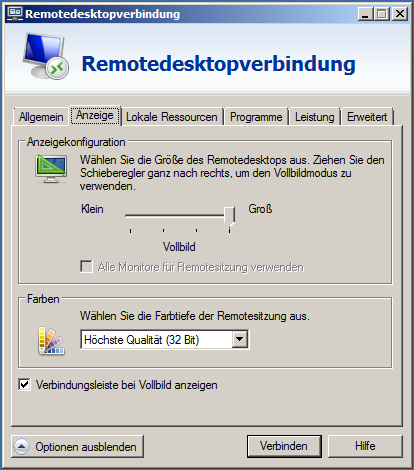 Remotedesktopverbindung
Remotedesktopverbindung
Allgemein Anzeige Lokale Ressourcen Programme Leistung Erweitert
Anzeigekonfiguration
Wählen Sie die Größe des Remotedesktops aus. Ziehen Sie den
Schieberegler ganz nach rechts, um den Vollbildmodus zu
verwenden.
Klein Groß
Vollbild
Alle Monitore für Remotesitzung verwenden
Farben
Wählen Sie die Farbtiefe der Remotesitzung aus.
Höchste Qualität (32 Bit)
Verbindungsleiste bei Vollbild anzeigen
Optionen ausblenden Verbinden Hilfe